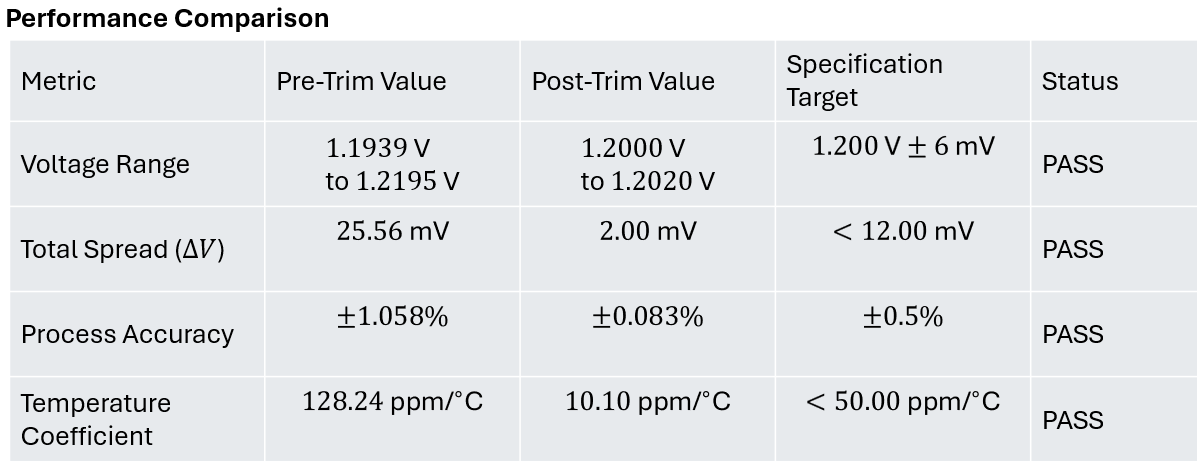 Performance Comparison
Metric
Pre-Trim Value
Post-Trim Value
Specification
Target
Status
Voltage Range
1.1939 V
to 1.2195 V
1.2000 V
to 1.2020 V
1.200 V ± 6 mV
PASS
Total Spread (ΔV)
25.56 mV
2.00 mV
< 12.00 mV
PASS
Process Accuracy
±1.058%
±0.083%
±0.5%
PASS
Temperature
Coefficient
128.24 ppm/°C
10.10 ppm/°C
< 50.00 ppm/°C
PASS